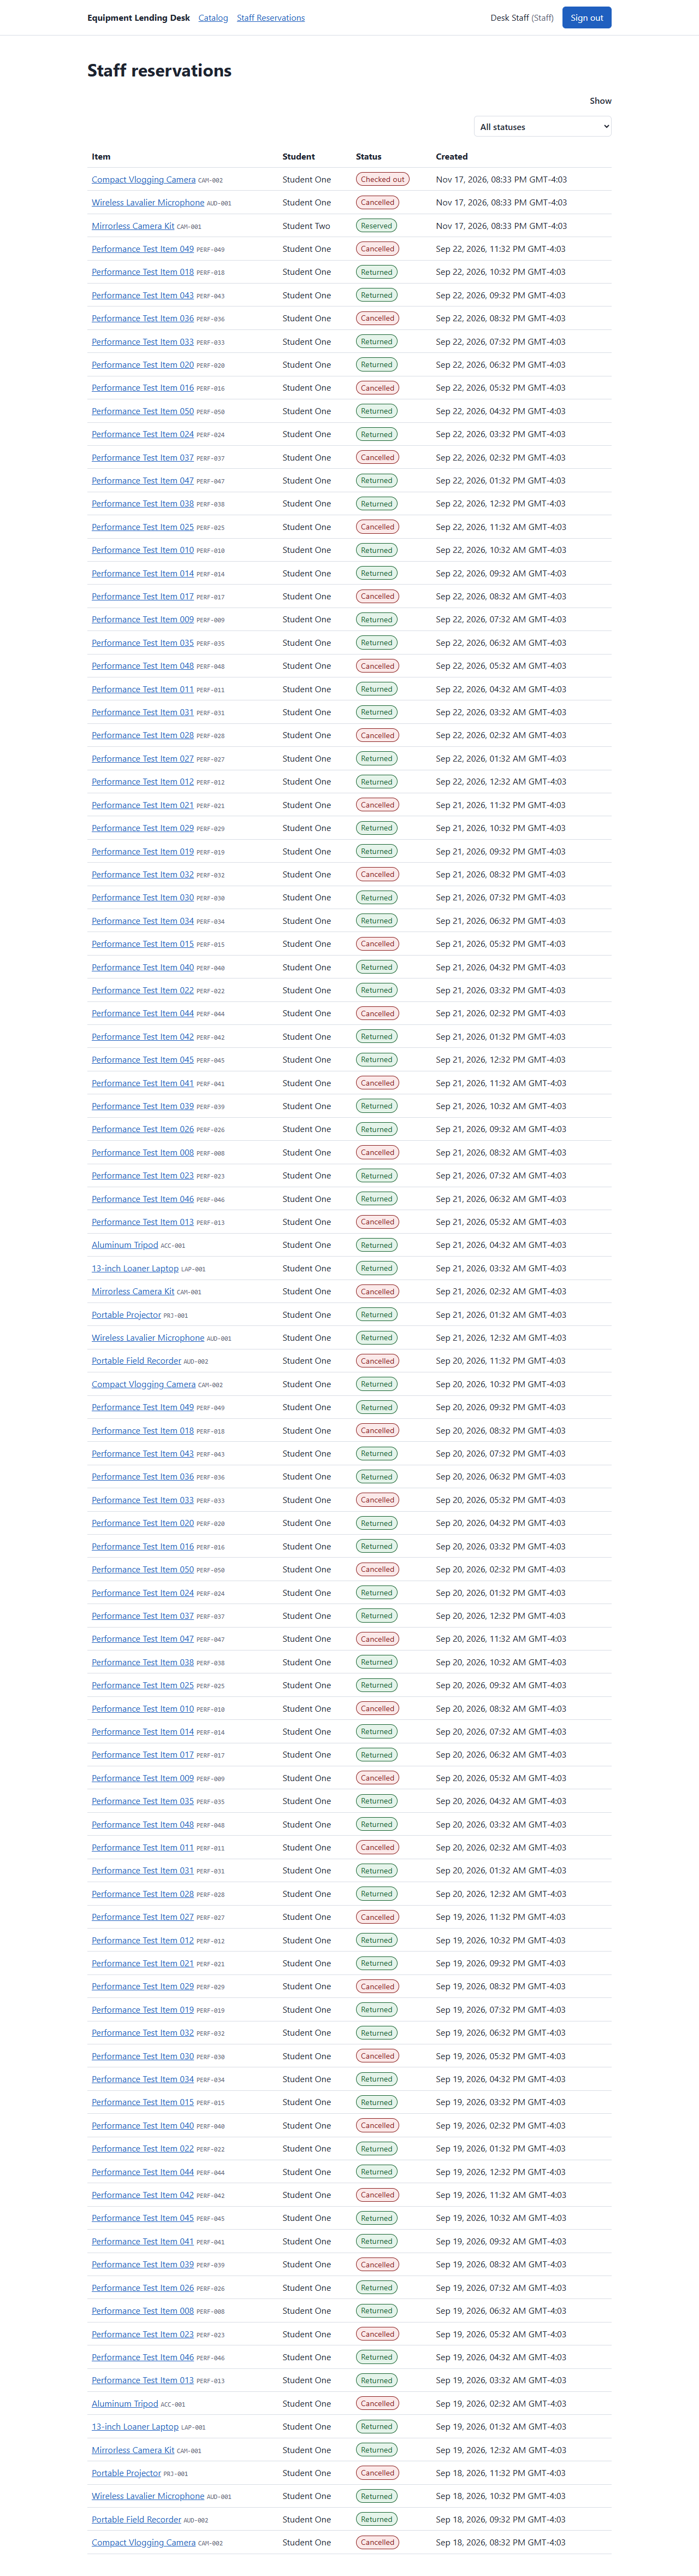 Equipment Lending Desk Catalog Staff Reservations Desk Staff (Staff) Sign out
Staff reservations
Show
All statuses
Item Student Status Created
Compact Vlogging Camera CAM-002 Student One Checked out Nov 17, 2026, 08:33 PM GMT-4:03
Wireless Lavalier Microphone AUD-001 Student One Cancelled Nov 17, 2026, 08:33 PM GMT-4:03
Mirrorless Camera Kit CAM-001 Student Two Reserved Nov 17, 2026, 08:33 PM GMT-4:03
Performance Test Item 049 PERF-049 Student One Cancelled Sep 22, 2026, 11:32 PM GMT-4:03
Performance Test Item 018 PERF-018 Student One Returned Sep 22, 2026, 10:32 PM GMT-4:03
Performance Test Item 043 PERF-043 Student One Returned Sep 22, 2026, 09:32 PM GMT-4:03
Performance Test Item 036 PERF-036 Student One Cancelled Sep 22, 2026, 08:32 PM GMT-4:03
Performance Test Item 033 PERF-033 Student One Returned Sep 22, 2026, 07:32 PM GMT-4:03
Performance Test Item 020 PERF-020 Student One Returned Sep 22, 2026, 06:32 PM GMT-4:03
Performance Test Item 016 PERF-016 Student One Cancelled Sep 22, 2026, 05:32 PM GMT-4:03
Performance Test Item 050 PERF-050 Student One Returned Sep 22, 2026, 04:32 PM GMT-4:03
Performance Test Item 024 PERF-024 Student One Returned Sep 22, 2026, 03:32 PM GMT-4:03
Performance Test Item 037 PERF-037 Student One Cancelled Sep 22, 2026, 02:32 PM GMT-4:03
Performance Test Item 047 PERF-047 Student One Returned Sep 22, 2026, 01:32 PM GMT-4:03
Performance Test Item 038 PERF-038 Student One Returned Sep 22, 2026, 12:32 PM GMT-4:03
Performance Test Item 025 PERF-025 Student One Cancelled Sep 22, 2026, 11:32 AM GMT-4:03
Performance Test Item 010 PERF-010 Student One Returned Sep 22, 2026, 10:32 AM GMT-4:03
Performance Test Item 014 PERF-014 Student One Returned Sep 22, 2026, 09:32 AM GMT-4:03
Performance Test Item 017 PERF-017 Student One Cancelled Sep 22, 2026, 08:32 AM GMT-4:03
Performance Test Item 009 PERF-009 Student One Returned Sep 22, 2026, 07:32 AM GMT-4:03
Performance Test Item 035 PERF-035 Student One Returned Sep 22, 2026, 06:32 AM GMT-4:03
Performance Test Item 048 PERF-048 Student One Cancelled Sep 22, 2026, 05:32 AM GMT-4:03
Performance Test Item 011 PERF-011 Student One Returned Sep 22, 2026, 04:32 AM GMT-4:03
Performance Test Item 031 PERF-031 Student One Returned Sep 22, 2026, 03:32 AM GMT-4:03
Performance Test Item 028 PERF-028 Student One Cancelled Sep 22, 2026, 02:32 AM GMT-4:03
Performance Test Item 027 PERF-027 Student One Returned Sep 22, 2026, 01:32 AM GMT-4:03
Performance Test Item 012 PERF-012 Student One Returned Sep 22, 2026, 12:32 AM GMT-4:03
Performance Test Item 021 PERF-021 Student One Cancelled Sep 21, 2026, 11:32 PM GMT-4:03
Performance Test Item 029 PERF-029 Student One Returned Sep 21, 2026, 10:32 PM GMT-4:03
Performance Test Item 019 PERF-019 Student One Returned Sep 21, 2026, 09:32 PM GMT-4:03
Performance Test Item 032 PERF-032 Student One Cancelled Sep 21, 2026, 08:32 PM GMT-4:03
Performance Test Item 030 PERF-030 Student One Returned Sep 21, 2026, 07:32 PM GMT-4:03
Performance Test Item 034 PERF-034 Student One Returned Sep 21, 2026, 06:32 PM GMT-4:03
Performance Test Item 015 PERF-015 Student One Cancelled Sep 21, 2026, 05:32 PM GMT-4:03
Performance Test Item 040 PERF-040 Student One Returned Sep 21, 2026, 04:32 PM GMT-4:03
Performance Test Item 022 PERF-022 Student One Returned Sep 21, 2026, 03:32 PM GMT-4:03
Performance Test Item 044 PERF-044 Student One Cancelled Sep 21, 2026, 02:32 PM GMT-4:03
Performance Test Item 042 PERF-042 Student One Returned Sep 21, 2026, 01:32 PM GMT-4:03
Performance Test Item 045 PERF-045 Student One Returned Sep 21, 2026, 12:32 PM GMT-4:03
Performance Test Item 041 PERF-041 Student One Cancelled Sep 21, 2026, 11:32 AM GMT-4:03
Performance Test Item 039 PERF-039 Student One Returned Sep 21, 2026, 10:32 AM GMT-4:03
Performance Test Item 026 PERF-026 Student One Returned Sep 21, 2026, 09:32 AM GMT-4:03
Performance Test Item 008 PERF-008 Student One Cancelled Sep 21, 2026, 08:32 AM GMT-4:03
Performance Test Item 023 PERF-023 Student One Returned Sep 21, 2026, 07:32 AM GMT-4:03
Performance Test Item 046 PERF-046 Student One Returned Sep 21, 2026, 06:32 AM GMT-4:03
Performance Test Item 013 PERF-013 Student One Cancelled Sep 21, 2026, 05:32 AM GMT-4:03
Aluminum Tripod ACC-001 Student One Returned Sep 21, 2026, 04:32 AM GMT-4:03
13-inch Loaner Laptop LAP-001 Student One Returned Sep 21, 2026, 03:32 AM GMT-4:03
Mirrorless Camera Kit CAM-001 Student One Cancelled Sep 21, 2026, 02:32 AM GMT-4:03
Portable Projector PRJ-001 Student One Returned Sep 21, 2026, 01:32 AM GMT-4:03
Wireless Lavalier Microphone AUD-001 Student One Returned Sep 21, 2026, 12:32 AM GMT-4:03
Portable Field Recorder AUD-002 Student One Cancelled Sep 20, 2026, 11:32 PM GMT-4:03
Compact Vlogging Camera CAM-002 Student One Returned Sep 20, 2026, 10:32 PM GMT-4:03
Performance Test Item 049 PERF-049 Student One Returned Sep 20, 2026, 09:32 PM GMT-4:03
Performance Test Item 018 PERF-018 Student One Cancelled Sep 20, 2026, 08:32 PM GMT-4:03
Performance Test Item 043 PERF-043 Student One Returned Sep 20, 2026, 07:32 PM GMT-4:03
Performance Test Item 036 PERF-036 Student One Returned Sep 20, 2026, 06:32 PM GMT-4:03
Performance Test Item 033 PERF-033 Student One Cancelled Sep 20, 2026, 05:32 PM GMT-4:03
Performance Test Item 020 PERF-020 Student One Returned Sep 20, 2026, 04:32 PM GMT-4:03
Performance Test Item 016 PERF-016 Student One Returned Sep 20, 2026, 03:32 PM GMT-4:03
Performance Test Item 050 PERF-050 Student One Cancelled Sep 20, 2026, 02:32 PM GMT-4:03
Performance Test Item 024 PERF-024 Student One Returned Sep 20, 2026, 01:32 PM GMT-4:03
Performance Test Item 037 PERF-037 Student One Returned Sep 20, 2026, 12:32 PM GMT-4:03
Performance Test Item 047 PERF-047 Student One Cancelled Sep 20, 2026, 11:32 AM GMT-4:03
Performance Test Item 038 PERF-038 Student One Returned Sep 20, 2026, 10:32 AM GMT-4:03
Performance Test Item 025 PERF-025 Student One Returned Sep 20, 2026, 09:32 AM GMT-4:03
Performance Test Item 010 PERF-010 Student One Cancelled Sep 20, 2026, 08:32 AM GMT-4:03
Performance Test Item 014 PERF-014 Student One Returned Sep 20, 2026, 07:32 AM GMT-4:03
Performance Test Item 017 PERF-017 Student One Returned Sep 20, 2026, 06:32 AM GMT-4:03
Performance Test Item 009 PERF-009 Student One Cancelled Sep 20, 2026, 05:32 AM GMT-4:03
Performance Test Item 035 PERF-035 Student One Returned Sep 20, 2026, 04:32 AM GMT-4:03
Performance Test Item 048 PERF-048 Student One Returned Sep 20, 2026, 03:32 AM GMT-4:03
Performance Test Item 011 PERF-011 Student One Cancelled Sep 20, 2026, 02:32 AM GMT-4:03
Performance Test Item 031 PERF-031 Student One Returned Sep 20, 2026, 01:32 AM GMT-4:03
Performance Test Item 028 PERF-028 Student One Returned Sep 20, 2026, 12:32 AM GMT-4:03
Performance Test Item 027 PERF-027 Student One Cancelled Sep 19, 2026, 11:32 PM GMT-4:03
Performance Test Item 012 PERF-012 Student One Returned Sep 19, 2026, 10:32 PM GMT-4:03
Performance Test Item 021 PERF-021 Student One Returned Sep 19, 2026, 09:32 PM GMT-4:03
Performance Test Item 029 PERF-029 Student One Cancelled Sep 19, 2026, 08:32 PM GMT-4:03
Performance Test Item 019 PERF-019 Student One Returned Sep 19, 2026, 07:32 PM GMT-4:03
Performance Test Item 032 PERF-032 Student One Returned Sep 19, 2026, 06:32 PM GMT-4:03
Performance Test Item 030 PERF-030 Student One Cancelled Sep 19, 2026, 05:32 PM GMT-4:03
Performance Test Item 034 PERF-034 Student One Returned Sep 19, 2026, 04:32 PM GMT-4:03
Performance Test Item 015 PERF-015 Student One Returned Sep 19, 2026, 03:32 PM GMT-4:03
Performance Test Item 040 PERF-040 Student One Cancelled Sep 19, 2026, 02:32 PM GMT-4:03
Performance Test Item 022 PERF-022 Student One Returned Sep 19, 2026, 01:32 PM GMT-4:03
Performance Test Item 044 PERF-044 Student One Returned Sep 19, 2026, 12:32 PM GMT-4:03
Performance Test Item 042 PERF-042 Student One Cancelled Sep 19, 2026, 11:32 AM GMT-4:03
Performance Test Item 045 PERF-045 Student One Returned Sep 19, 2026, 10:32 AM GMT-4:03
Performance Test Item 041 PERF-041 Student One Returned Sep 19, 2026, 09:32 AM GMT-4:03
Performance Test Item 039 PERF-039 Student One Cancelled Sep 19, 2026, 08:32 AM GMT-4:03
Performance Test Item 026 PERF-026 Student One Returned Sep 19, 2026, 07:32 AM GMT-4:03
Performance Test Item 008 PERF-008 Student One Returned Sep 19, 2026, 06:32 AM GMT-4:03
Performance Test Item 023 PERF-023 Student One Cancelled Sep 19, 2026, 05:32 AM GMT-4:03
Performance Test Item 046 PERF-046 Student One Returned Sep 19, 2026, 04:32 AM GMT-4:03
Performance Test Item 013 PERF-013 Student One Returned Sep 19, 2026, 03:32 AM GMT-4:03
Aluminum Tripod ACC-001 Student One Cancelled Sep 19, 2026, 02:32 AM GMT-4:03
13-inch Loaner Laptop LAP-001 Student One Returned Sep 19, 2026, 01:32 AM GMT-4:03
Mirrorless Camera Kit CAM-001 Student One Returned Sep 19, 2026, 12:32 AM GMT-4:03
Portable Projector PRJ-001 Student One Cancelled Sep 18, 2026, 11:32 PM GMT-4:03
Wireless Lavalier Microphone AUD-001 Student One Returned Sep 18, 2026, 10:32 PM GMT-4:03
Portable Field Recorder AUD-002 Student One Returned Sep 18, 2026, 09:32 PM GMT-4:03
Compact Vlogging Camera CAM-002 Student One Cancelled Sep 18, 2026, 08:32 PM GMT-4:03